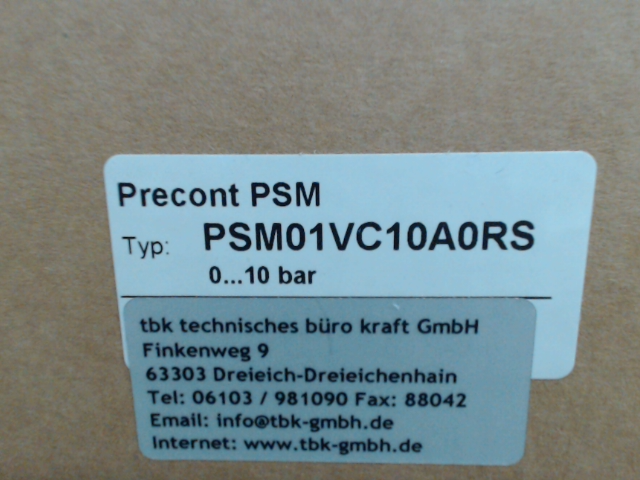 Precont PSM
Typ: PSM01VC10A0RS
0...10 bar
tbk technisches büro kraft GmbH
Finkenweg 9
63303 Dreieich-Dreieichenhain
Tel: 06103 / 981090 Fax: 88042
Email: info@tbk-gmbh.de
Internet: www.tbk-gmbh.de